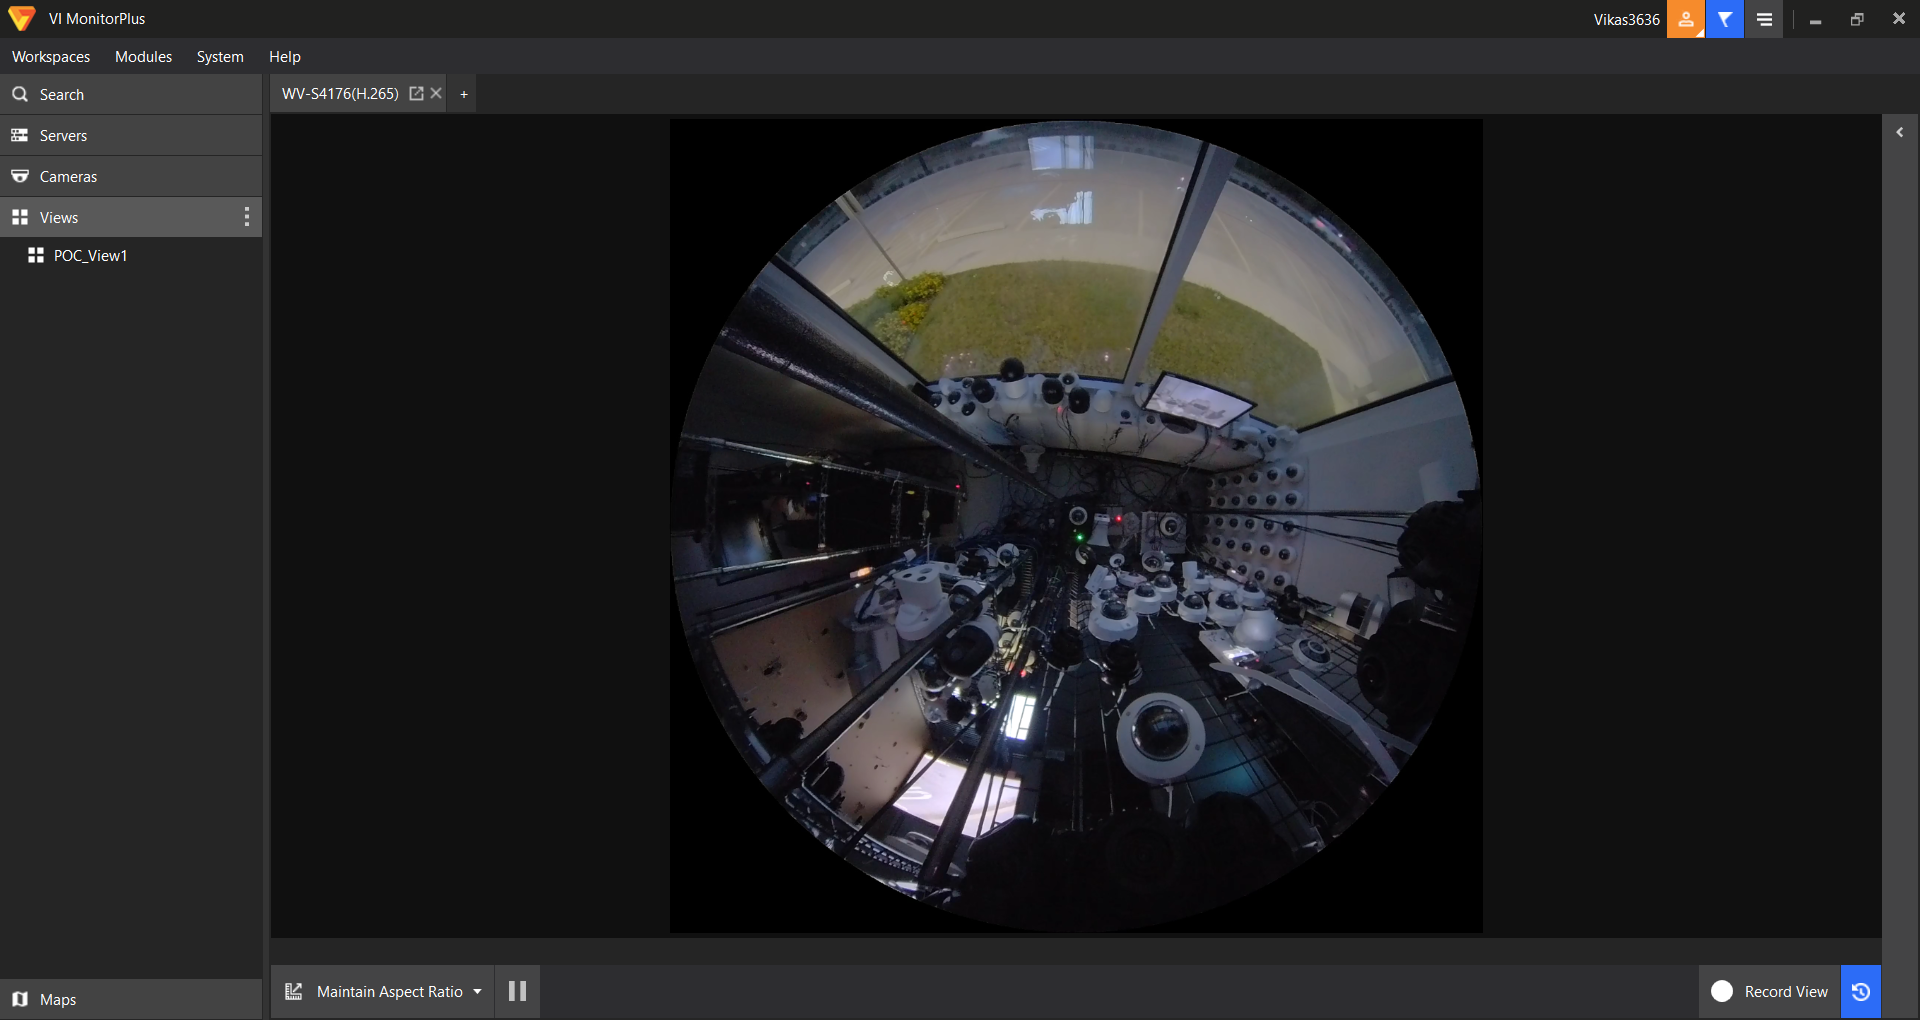 VI MonitorPlus
Vikas3636
Workspaces Modules System Help
Search
WV-S4176(H.265)
+
Servers
Cameras
Views
POC_View1
Maps
Maintain Aspect Ratio
Record View